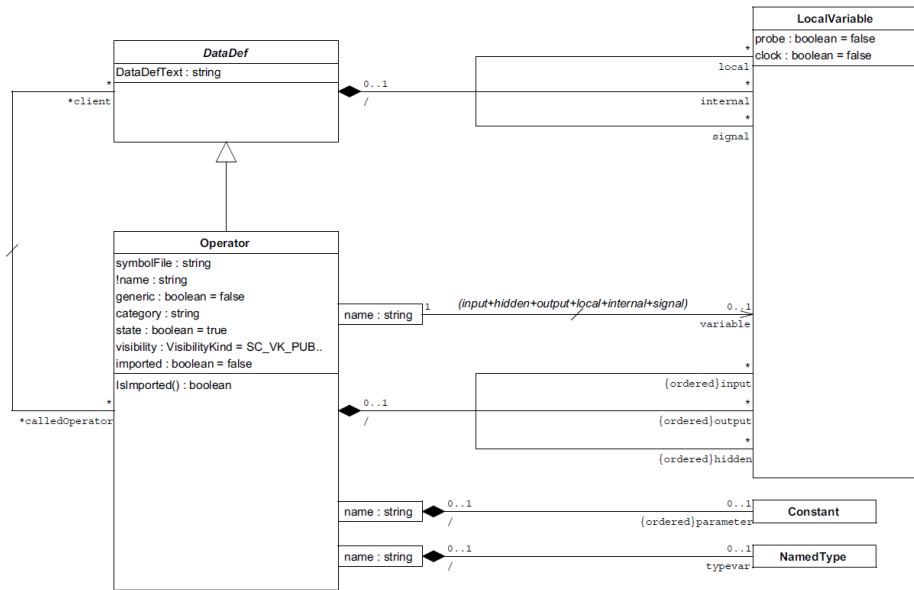 LocalVariable
probe : boolean = false
clock : boolean = false
DataDef
DataDefText : string
*
*client
0..1
/
*
local
*
internal
*
signal
Operator
symbolFile : string
!name : string
generic : boolean = false
category : string
state : boolean = true
visibility : VisibilityKind = SC_VK_PUB..
imported : boolean = false
IsImported() : boolean
name : string
1
(input+hidden+output+local+internal+signal)
0..1
variable
*
*calledOperator
0..1
/
*
{ordered}input
*
{ordered}output
*
{ordered}hidden
name : string
0..1
/
0..1
{ordered}parameter
Constant
name : string
0..1
/
0..1
typevar
NamedType